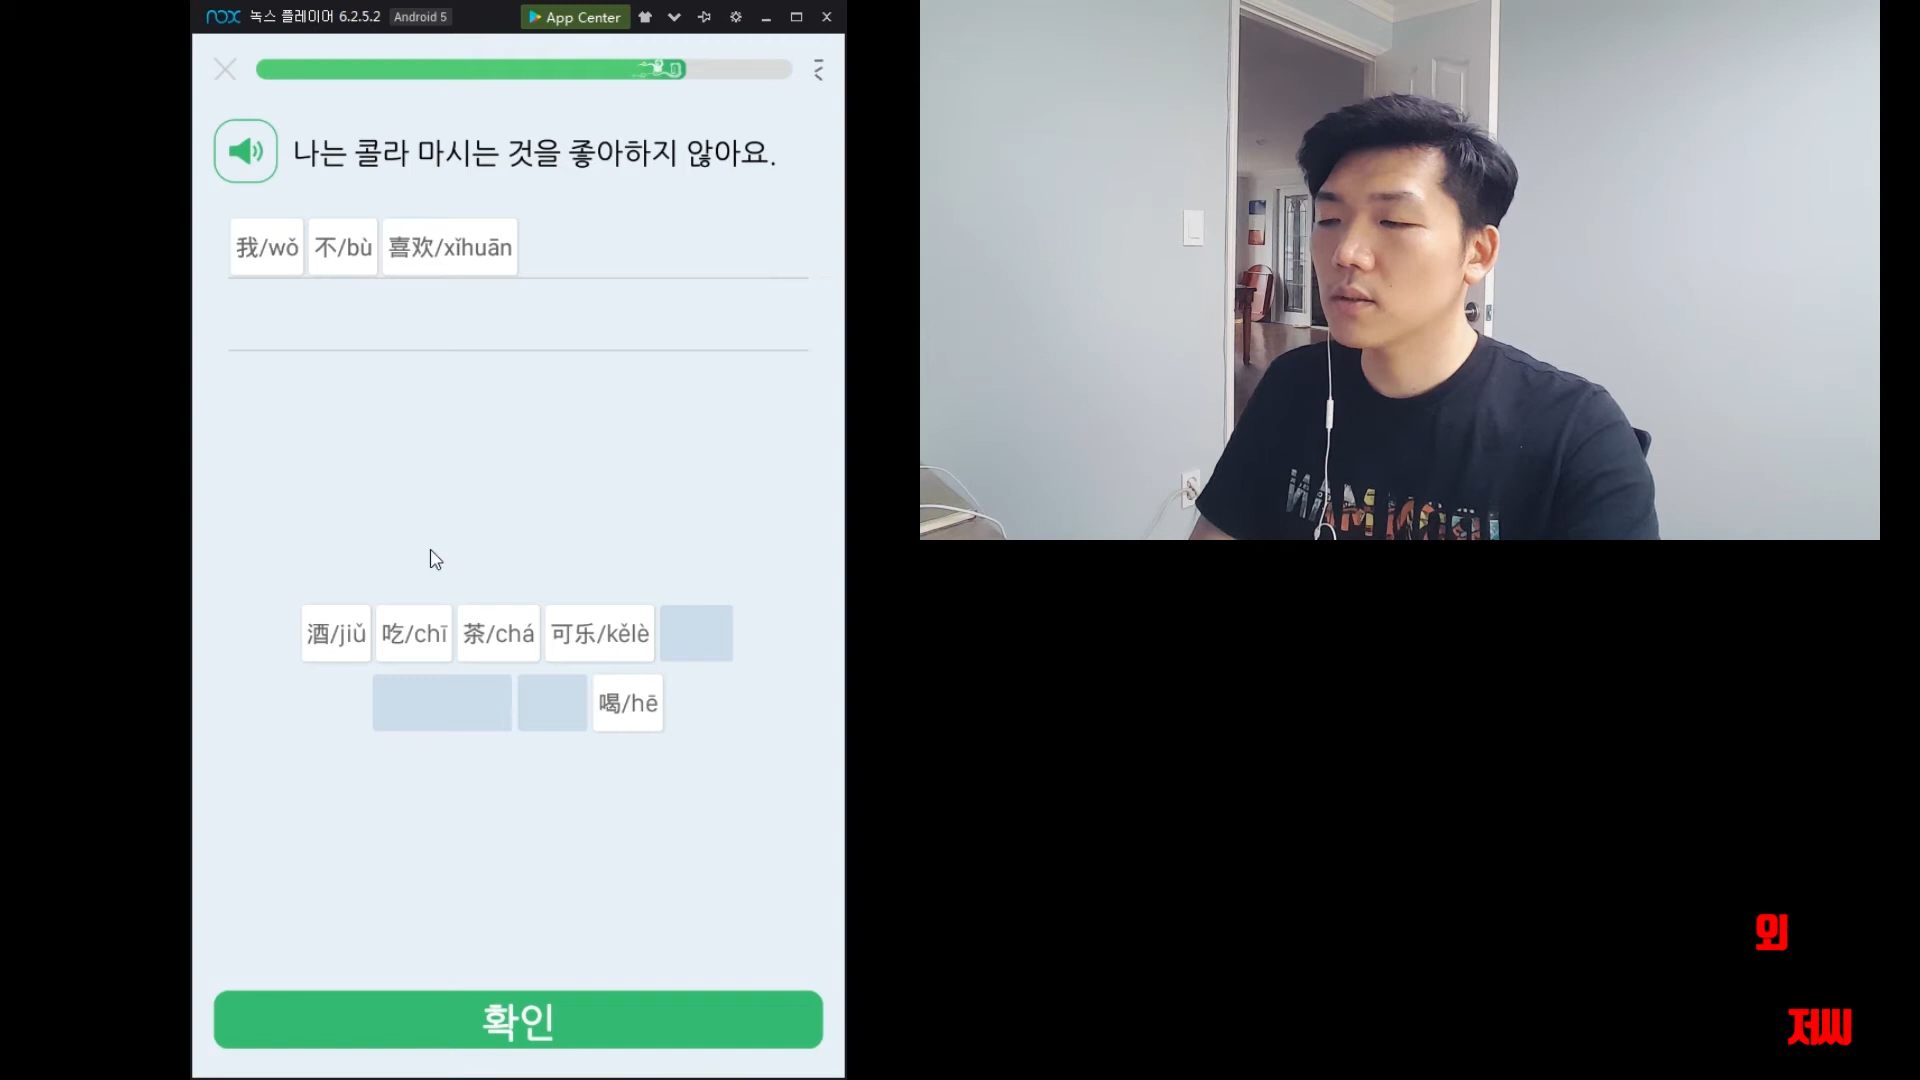 nox 녹스 플레이어 6.2.5.2 Android 5 App Center
나는 콜라 마시는 것을 좋아하지 않아요.
我/wǒ 不/bù 喜欢/xǐhuān
酒/jiǔ 吃/chī 茶/chá 可乐/kělè
喝/hē
확인
외
저씨